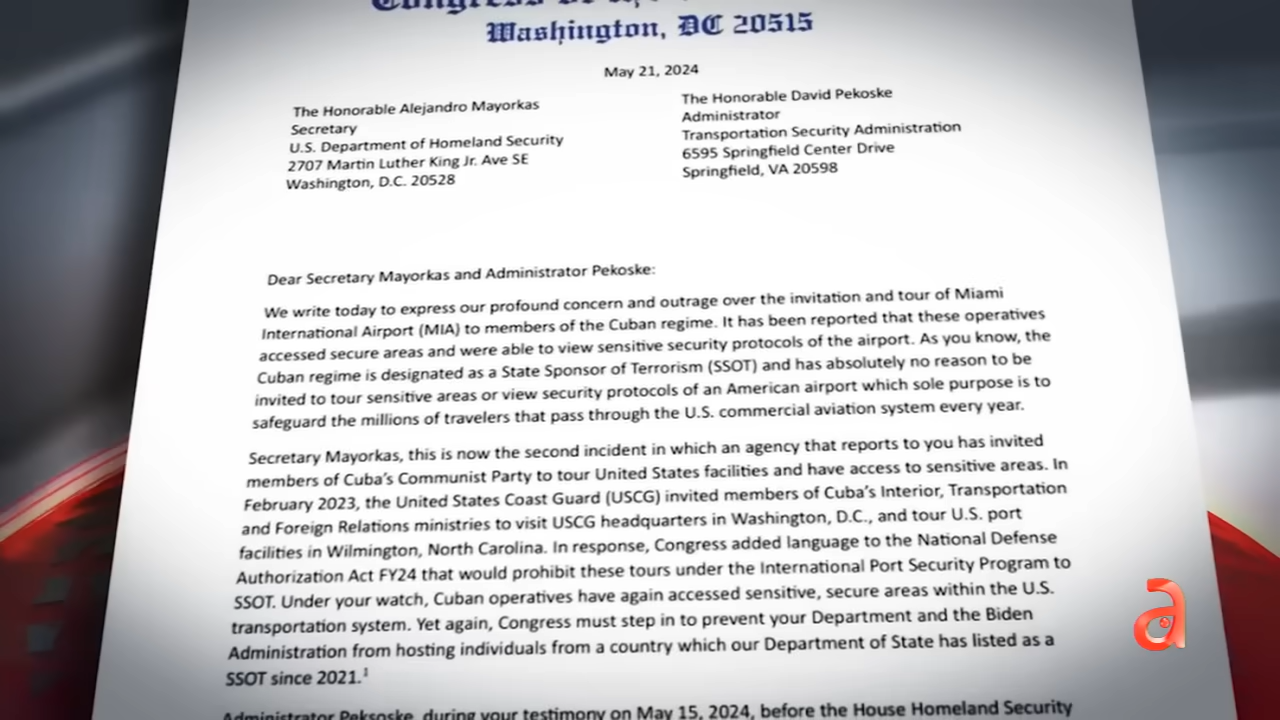 Congress
Washington, DC 20515
May 21, 2024
The Honorable Alejandro Mayorkas
Secretary
U.S. Department of Homeland Security
2707 Martin Luther King Jr. Ave SE
Washington, D.C. 20528
The Honorable David Pekoske
Administrator
Transportation Security Administration
6595 Springfield Center Drive
Springfield, VA 20598
Dear Secretary Mayorkas and Administrator Pekoske:
We write today to express our profound concern and outrage over the invitation and tour of Miami
International Airport (MIA) to members of the Cuban regime. It has been reported that these operatives
accessed secure areas and were able to view sensitive security protocols of the airport. As you know, the
Cuban regime is designated as a State Sponsor of Terrorism (SSOT) and has absolutely no reason to be
invited to tour sensitive areas or view security protocols of an American airport which sole purpose is to
safeguard the millions of travelers that pass through the U.S. commercial aviation system every year.
Secretary Mayorkas, this is now the second incident in which an agency that reports to you has invited
members of Cuba's Communist Party to tour United States facilities and have access to sensitive areas. In
February 2023, the United States Coast Guard (USCG) invited members of Cuba's Interior, Transportation
and Foreign Relations ministries to visit USCG headquarters in Washington, D.C., and tour U.S. port
facilities in Wilmington, North Carolina. In response, Congress added language to the National Defense
Authorization Act FY24 that would prohibit these tours under the International Port Security Program to
SSOT. Under your watch, Cuban operatives have again accessed sensitive, secure areas within the U.S.
transportation system. Yet again, Congress must step in to prevent your Department and the Biden
Administration from hosting individuals from a country which our Department of State has listed as a
SSOT since 2021.¹
Administrator Peksoske, during your testimony on May 15, 2024, before the House Homeland Security
a